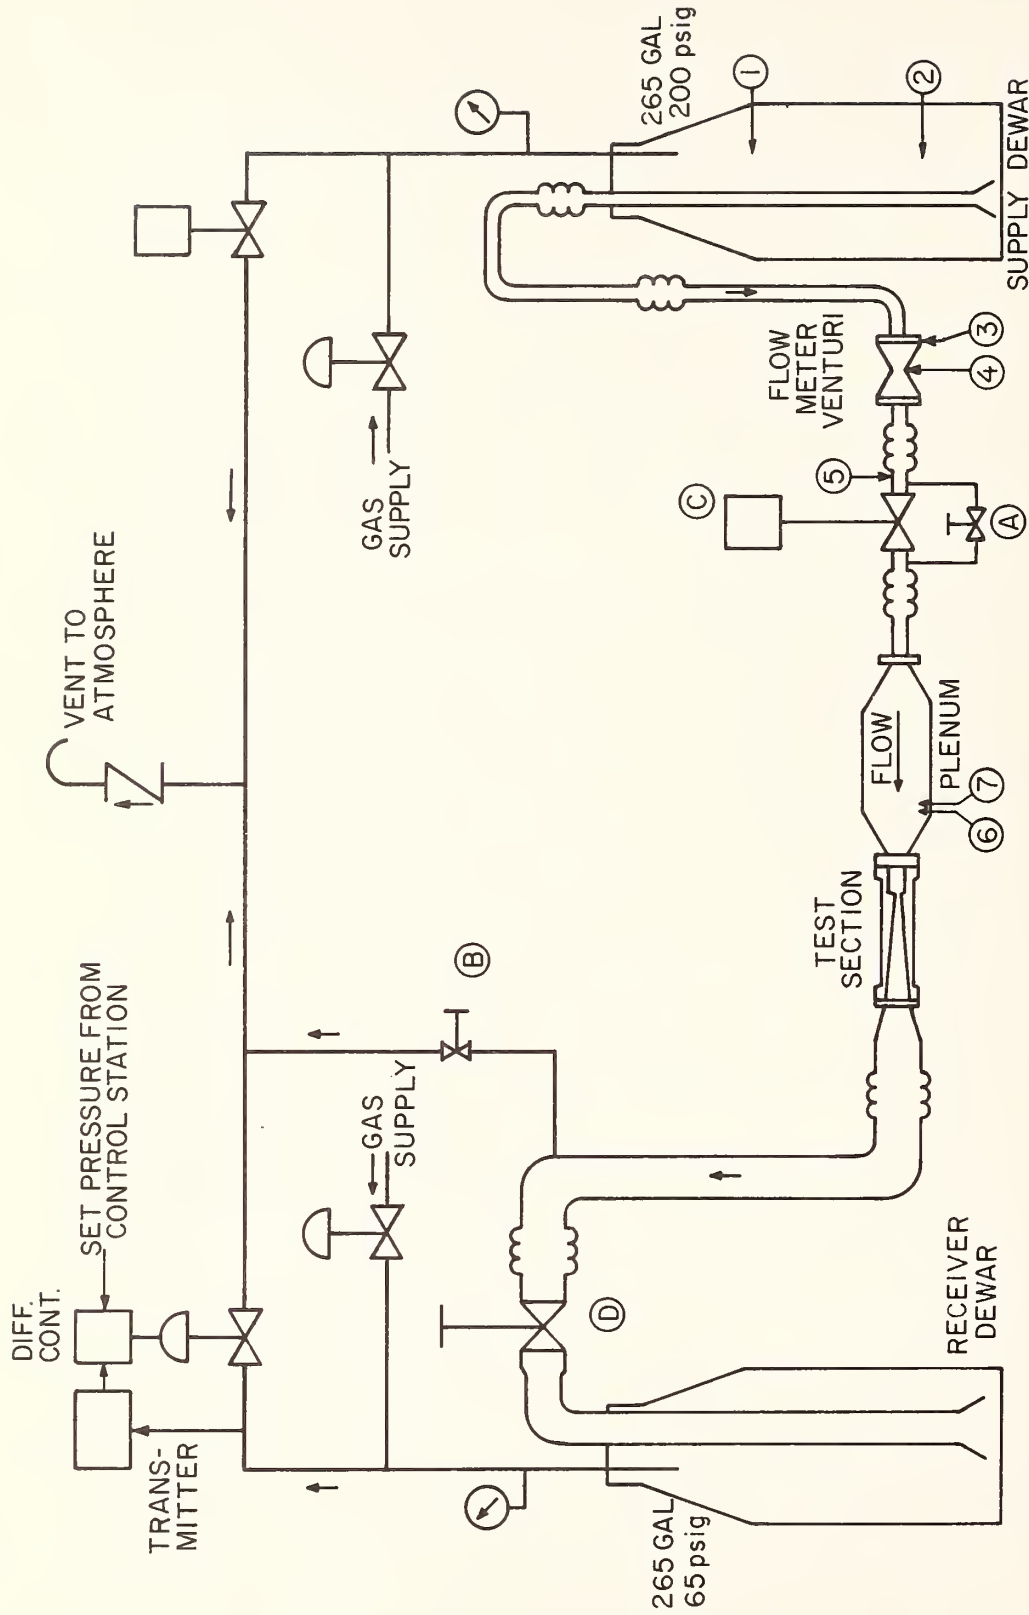 DIFF.
CONT.
SET PRESSURE FROM
CONTROL STATION
TRANS-
MITTER
VENT TO
ATMOSPHERE
GAS
SUPPLY
GAS
SUPPLY
B
265 GAL
65 psig
265 GAL
200 psig
1
2
D
RECEIVER
DEWAR
TEST
SECTION
FLOW
PLENUM
6
7
C
5
A
FLOW
METER
VENTURI
3
4
SUPPLY DEWAR